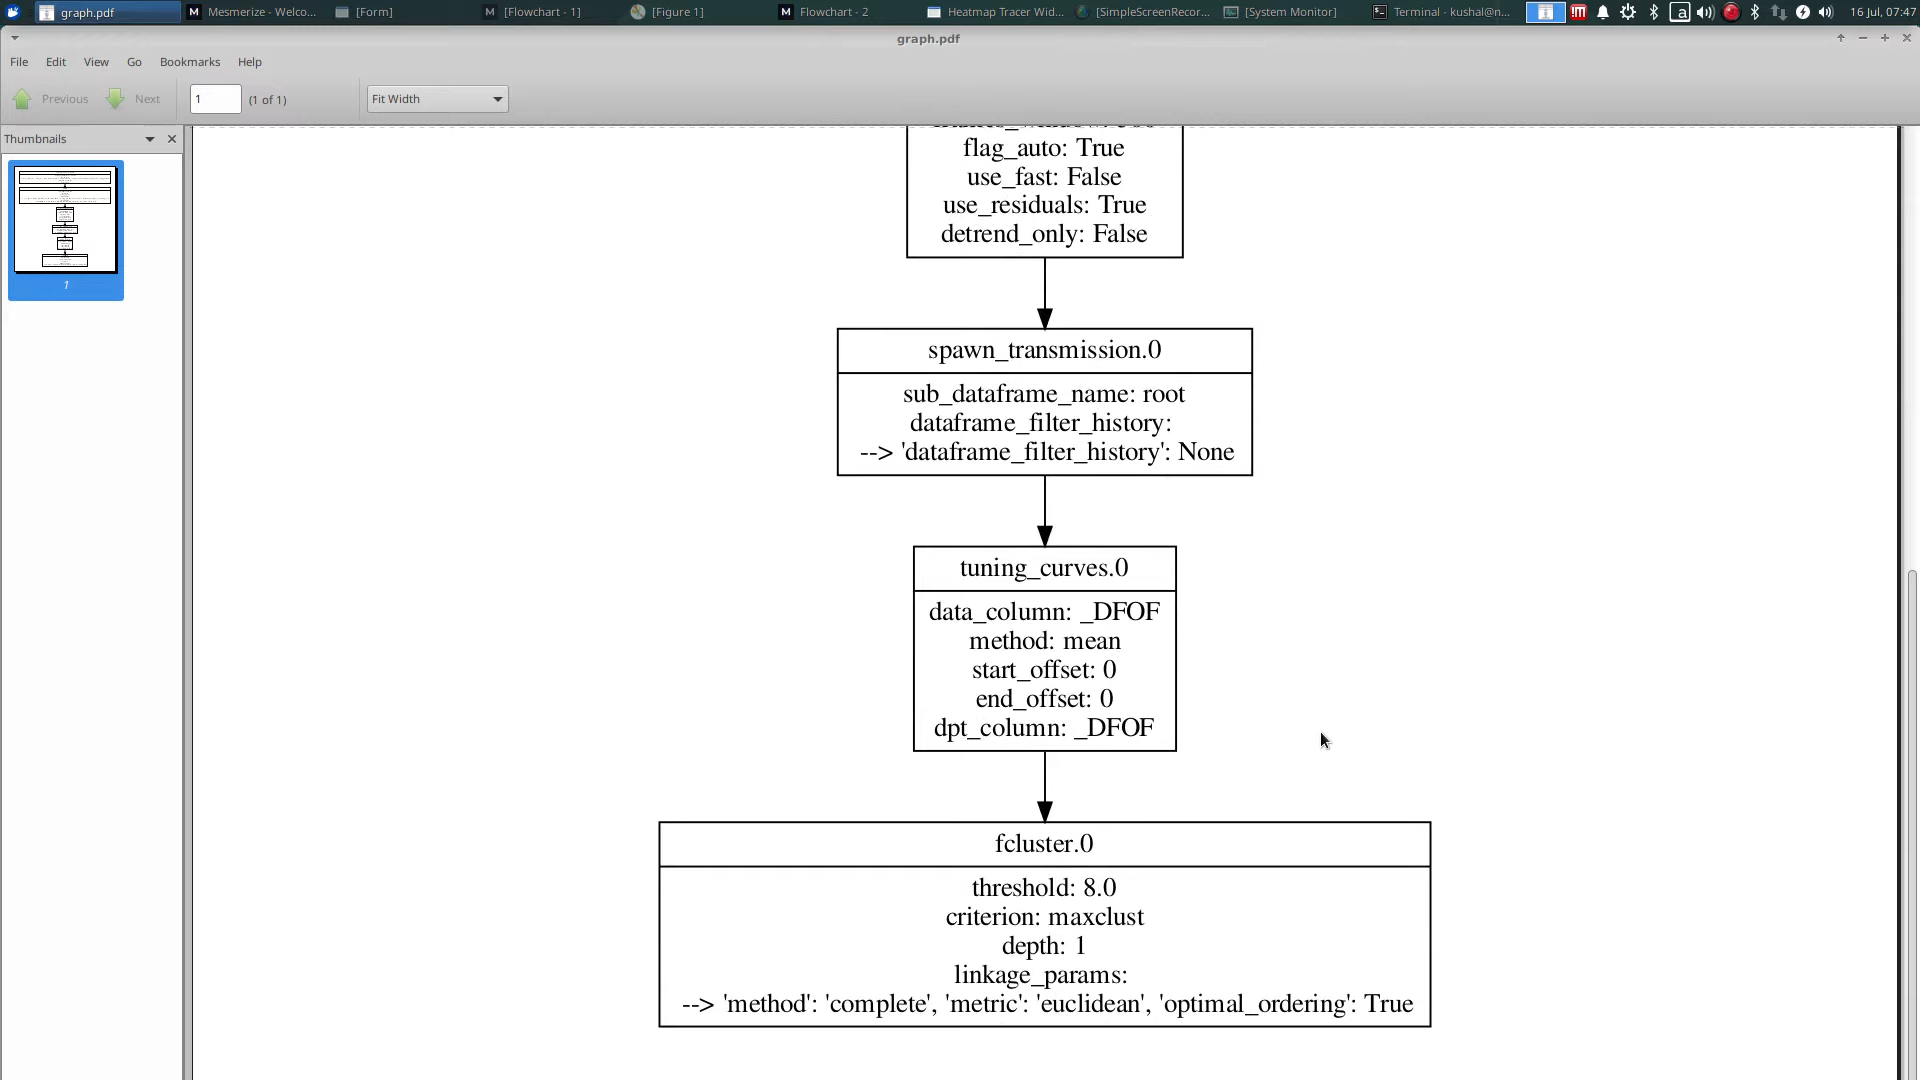 graph.pdf
Mesmerize - Welco...
[Form]
[Flowchart - 1]
[Figure 1]
Flowchart - 2
Heatmap Tracer Wid...
[SimpleScreenRecor...
[System Monitor]
Terminal - kushal@n...
16 Jul, 07:47
graph.pdf
File Edit View Go Bookmarks Help
Previous Next 1 (1 of 1) Fit Width
Thumbnails
1
flag_auto: True
use_fast: False
use_residuals: True
detrend_only: False
spawn_transmission.0
sub_dataframe_name: root
dataframe_filter_history:
--> 'dataframe_filter_history': None
tuning_curves.0
data_column: _DFOF
method: mean
start_offset: 0
end_offset: 0
dpt_column: _DFOF
fcluster.0
threshold: 8.0
criterion: maxclust
depth: 1
linkage_params:
--> 'method': 'complete', 'metric': 'euclidean', 'optimal_ordering': True